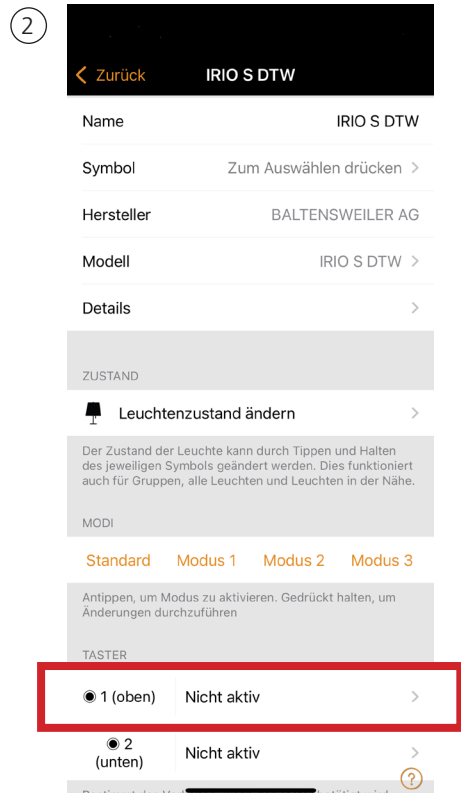 2
Zurück IRIO S DTW
Name IRIO S DTW
Symbol Zum Auswählen drücken
Hersteller BALTENSWEILER AG
Modell IRIO S DTW
Details
ZUSTAND
Leuchtenzustand ändern
Der Zustand der Leuchte kann durch Tippen und Halten
des jeweiligen Symbols geändert werden. Dies funktioniert
auch für Gruppen, alle Leuchten und Leuchten in der Nähe.
MODI
Standard Modus 1 Modus 2 Modus 3
Antippen, um Modus zu aktivieren. Gedrückt halten, um
Änderungen durchzuführen
TASTER
1 (oben) Nicht aktiv
2
(unten) Nicht aktiv
?